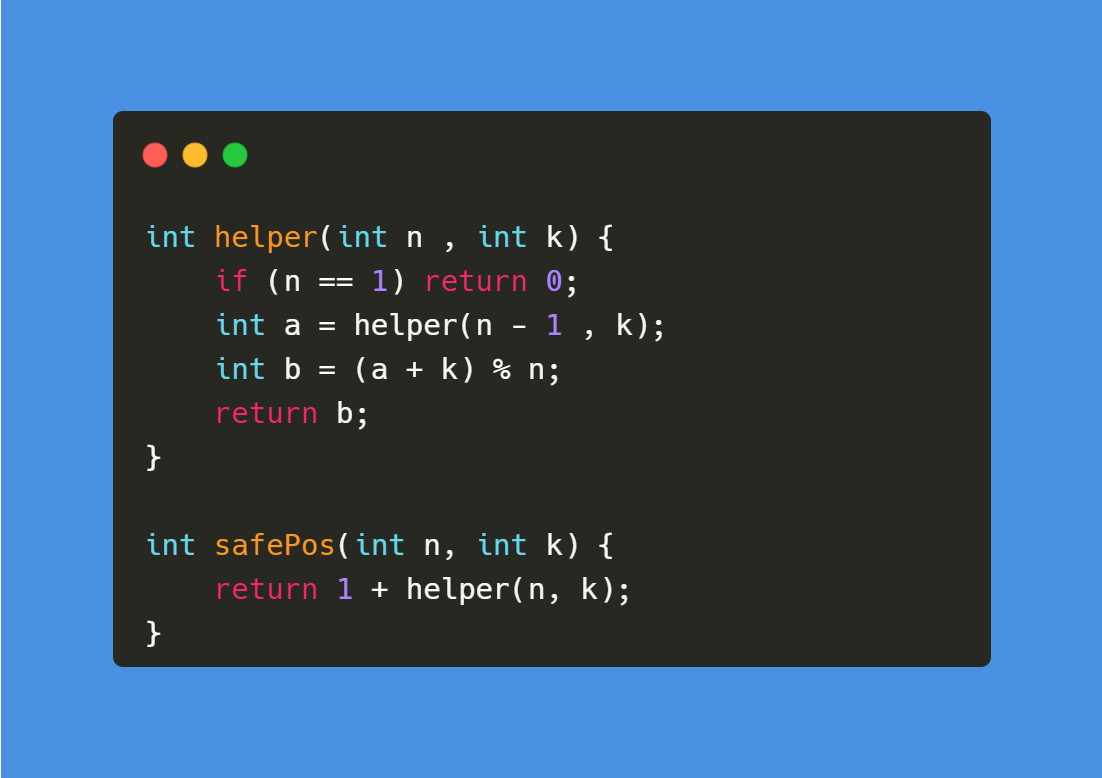 int helper(int n , int k) {
    if (n == 1) return 0;
    int a = helper(n - 1 , k);
    int b = (a + k) % n;
    return b;
}

int safePos(int n, int k) {
    return 1 + helper(n, k);
}